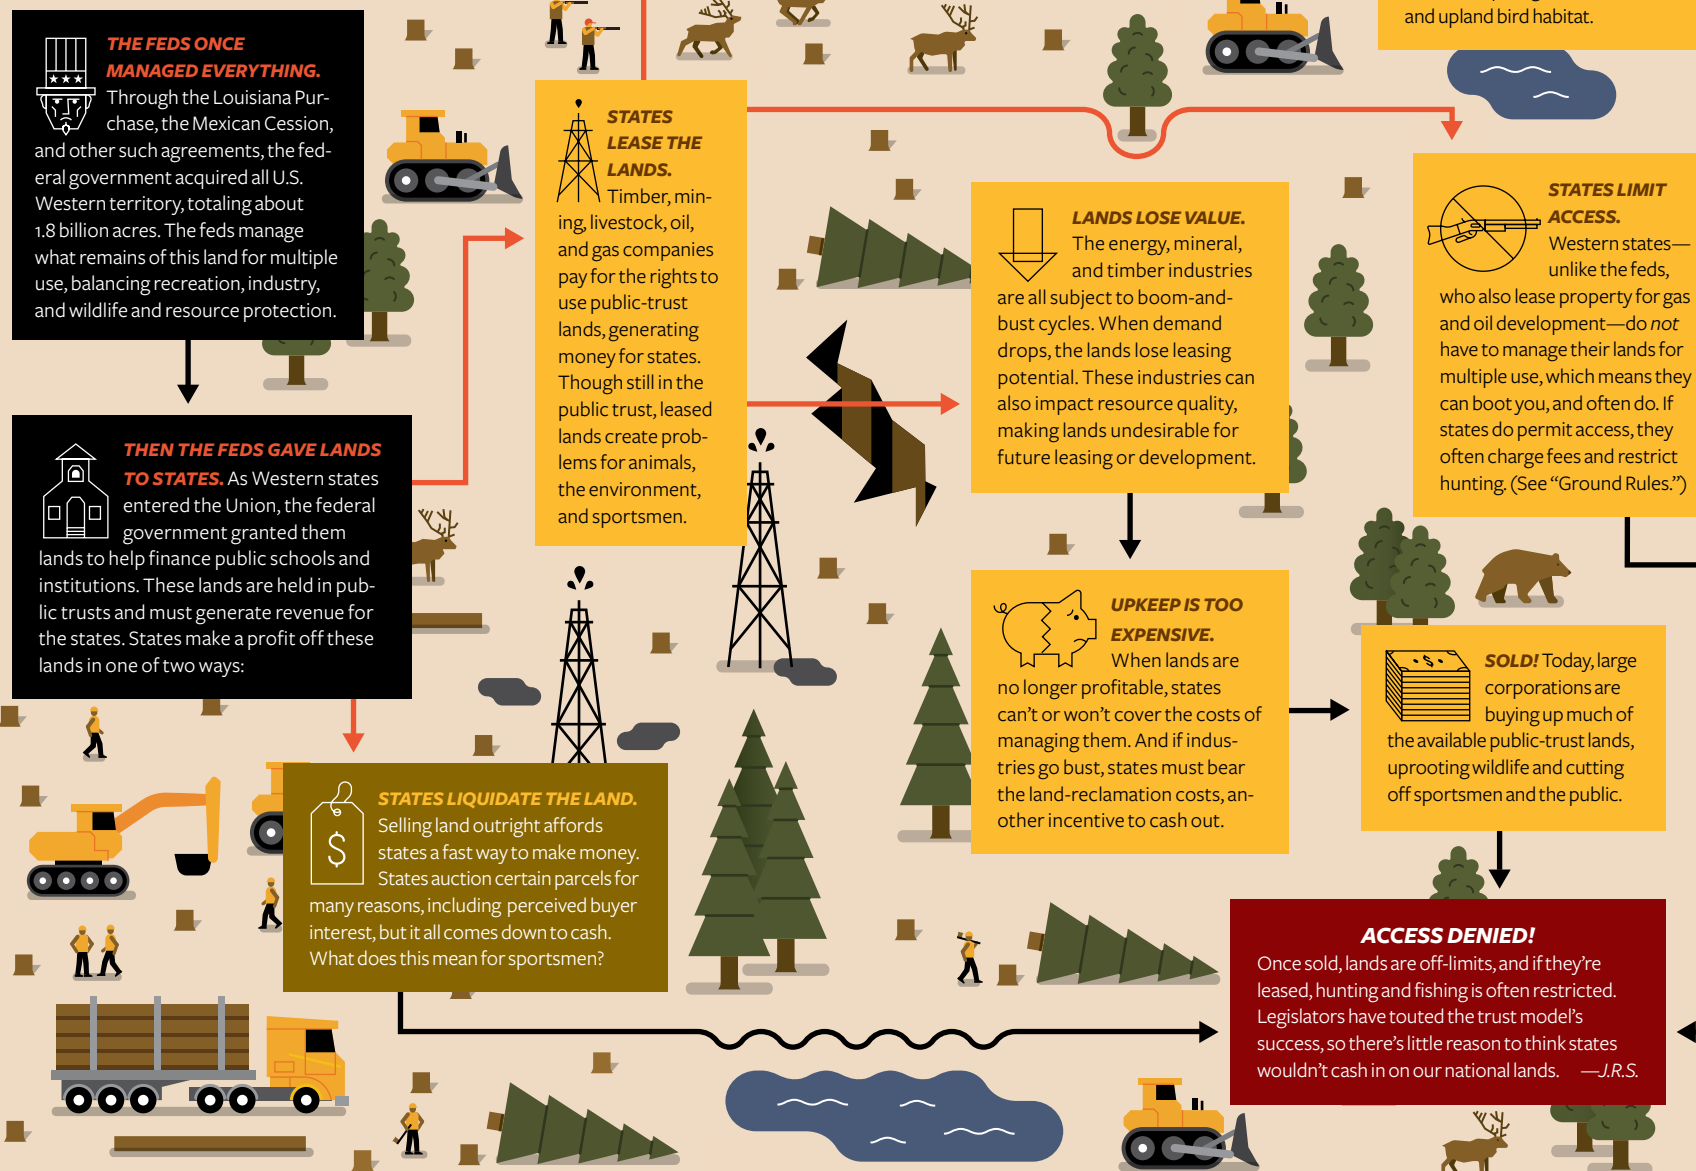 and upland bird habitat.
THE FEDS ONCE
MANAGED EVERYTHING.
Through the Louisiana Pur-
chase, the Mexican Cession,
and other such agreements, the fed-
eral government acquired all U.S.
Western territory, totaling about
1.8 billion acres. The feds manage
what remains of this land for multiple
use, balancing recreation, industry,
and wildlife and resource protection.
THEN THE FEDS GAVE LANDS
TO STATES. As Western states
entered the Union, the federal
government granted them
lands to help finance public schools and
institutions. These lands are held in pub-
lic trusts and must generate revenue for
the states. States make a profit off these
lands in one of two ways:
STATES
LEASE THE
LANDS.
Timber, min-
ing, livestock, oil,
and gas companies
pay for the rights to
use public-trust
lands, generating
money for states.
Though still in the
public trust, leased
lands create prob-
lems for animals,
the environment,
and sportsmen.
LANDS LOSE VALUE.
The energy, mineral,
and timber industries
are all subject to boom-and-
bust cycles. When demand
drops, the lands lose leasing
potential. These industries can
also impact resource quality,
making lands undesirable for
future leasing or development.
STATES LIMIT
ACCESS.
Western states—
unlike the feds,
who also lease property for gas
and oil development—do not
have to manage their lands for
multiple use, which means they
can boot you, and often do. If
states do permit access, they
often charge fees and restrict
hunting. (See “Ground Rules.”)
UPKEEP IS TOO
EXPENSIVE.
When lands are
no longer profitable, states
can’t or won’t cover the costs of
managing them. And if indus-
tries go bust, states must bear
the land-reclamation costs, an-
other incentive to cash out.
$
SOLD! Today, large
corporations are
buying up much of
the available public-trust lands,
uprooting wildlife and cutting
off sportsmen and the public.
$
STATES LIQUIDATE THE LAND.
Selling land outright affords
states a fast way to make money.
States auction certain parcels for
many reasons, including perceived buyer
interest, but it all comes down to cash.
What does this mean for sportsmen?
ACCESS DENIED!
Once sold, lands are off-limits, and if they’re
leased, hunting and fishing is often restricted.
Legislators have touted the trust model’s
success, so there’s little reason to think states
wouldn’t cash in on our national lands. —J.R.S.